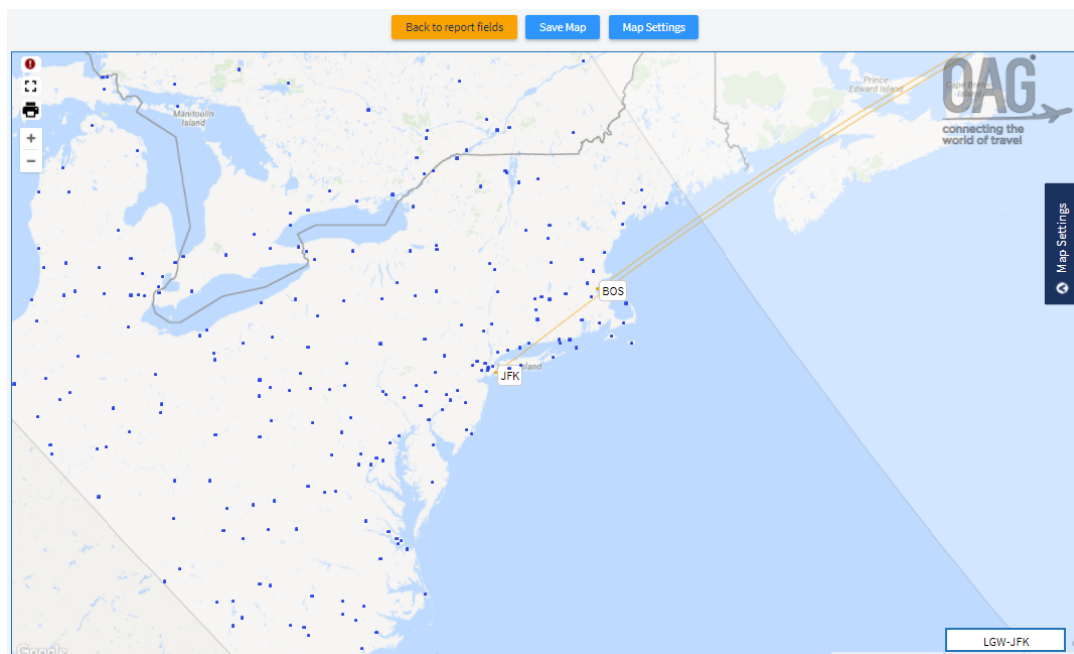 Back to report fields
Save Map
Map Settings
Manitoulin
Island
Prince
Edward Island
OAG
connecting the
world of travel
Map Settings
BOS
JFK
Island
LGW-JFK
Google